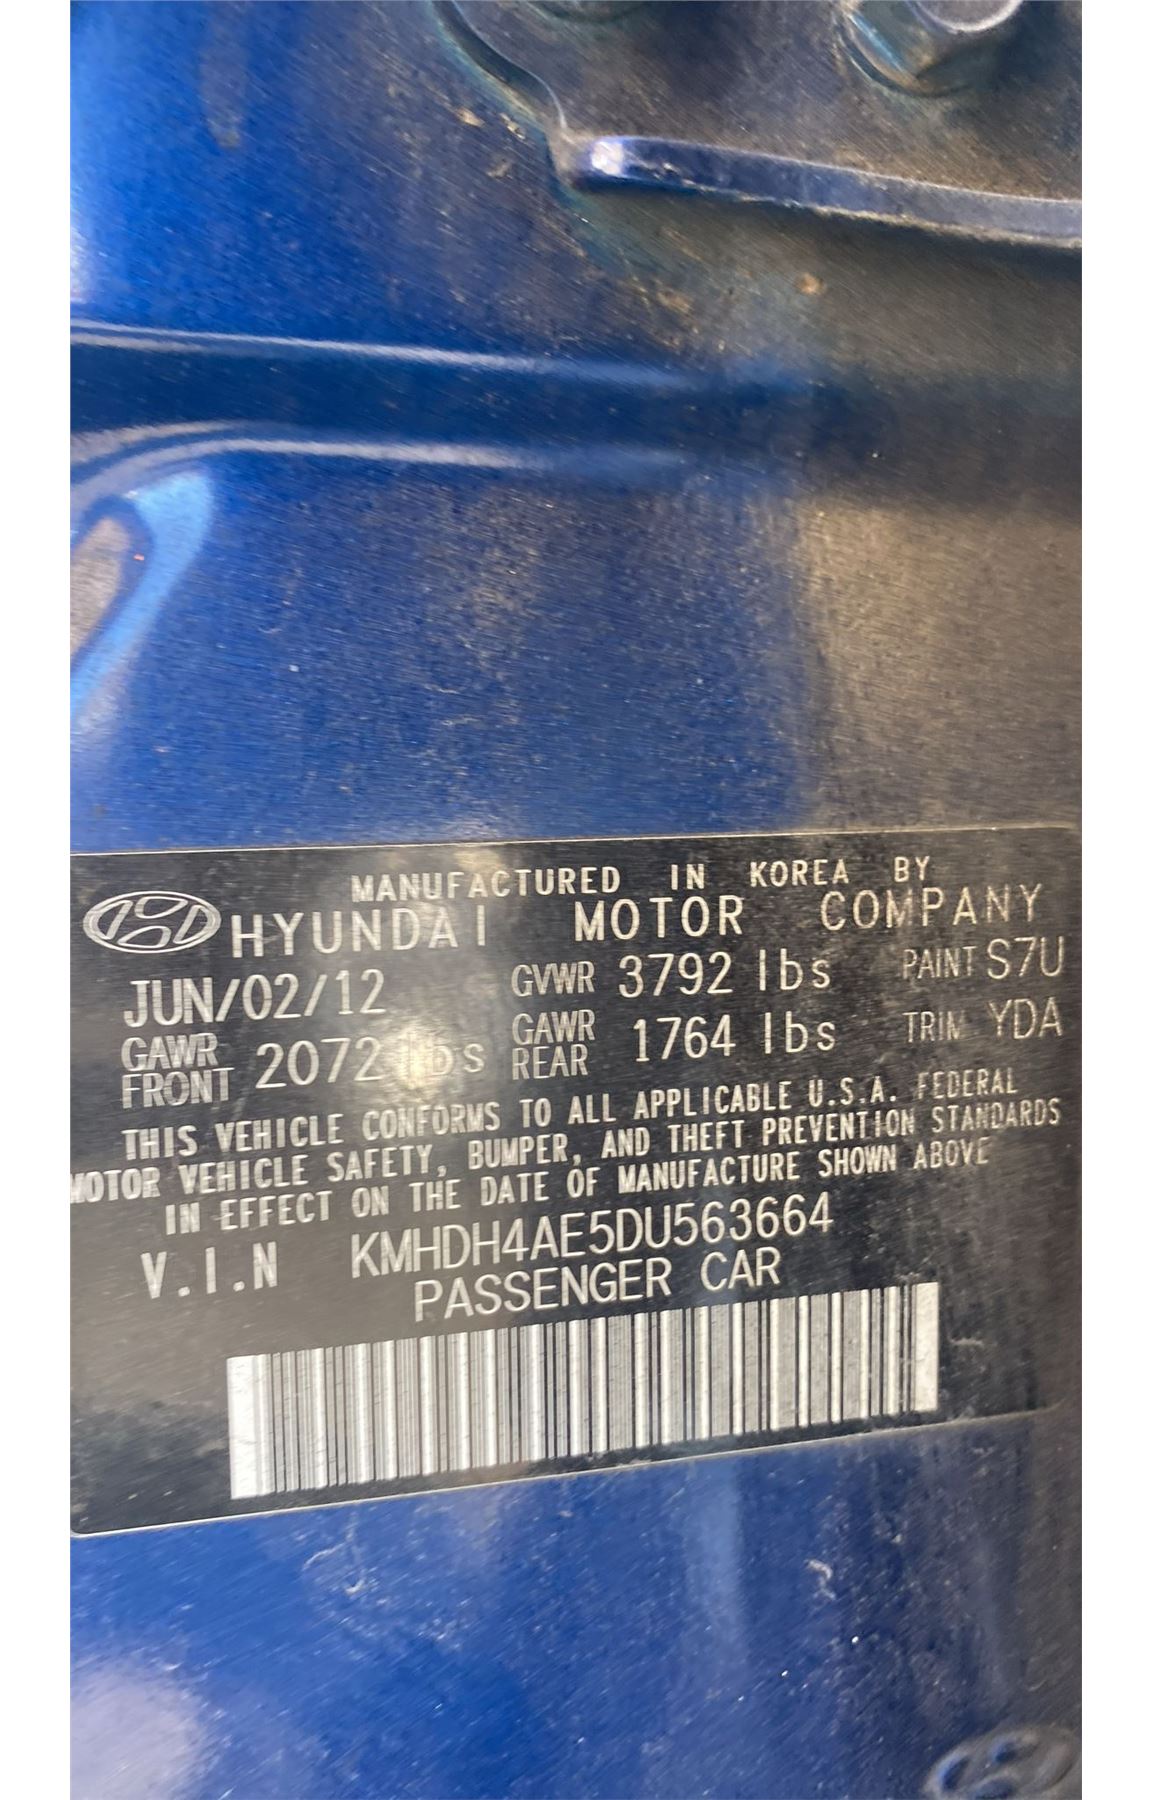 MANUFACTURED IN KOREA BY
HYUNDAI MOTOR COMPANY
JUN/02/12 GVWR 3792 lbs PAINT S7U
GAWR FRONT 2072 lbs GAWR REAR 1764 lbs TRIM YDA
THIS VEHICLE CONFORMS TO ALL APPLICABLE U.S.A. FEDERAL
MOTOR VEHICLE SAFETY, BUMPER, AND THEFT PREVENTION STANDARDS
IN EFFECT ON THE DATE OF MANUFACTURE SHOWN ABOVE
V.I.N KMHDH4AE5DU563664
PASSENGER CAR